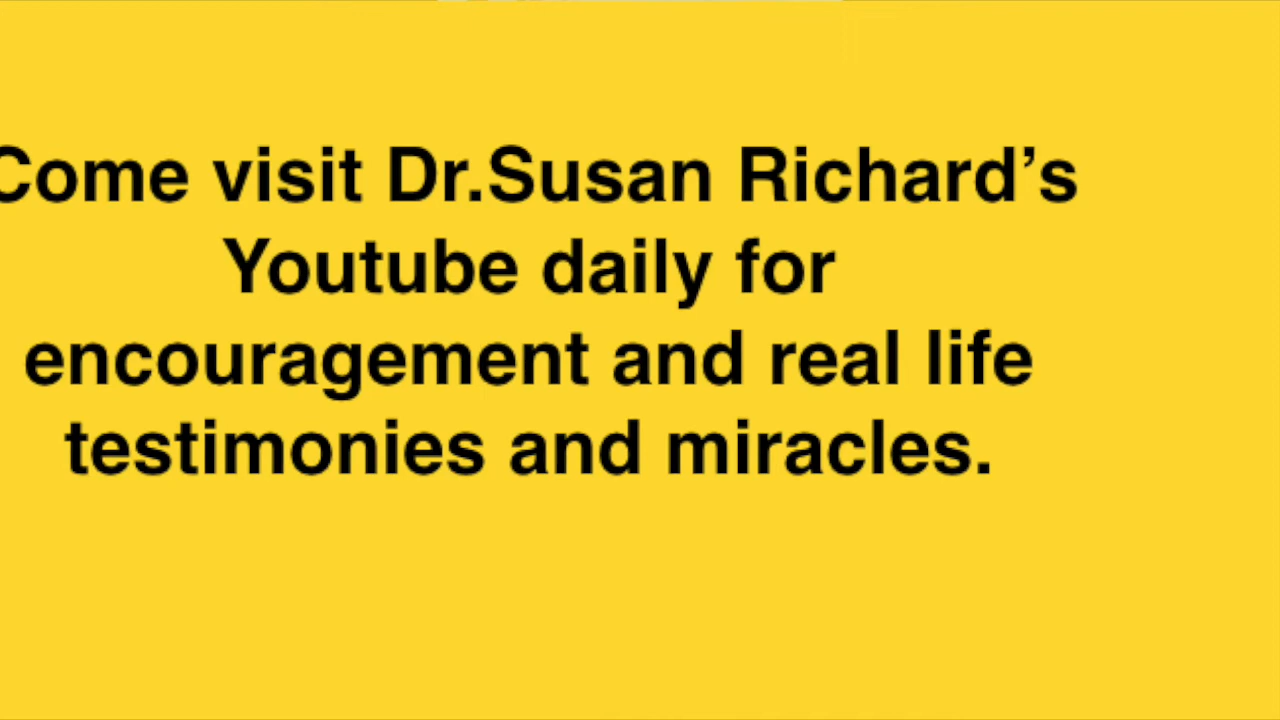 Come visit Dr.Susan Richard’s
Youtube daily for
encouragement and real life
testimonies and miracles.